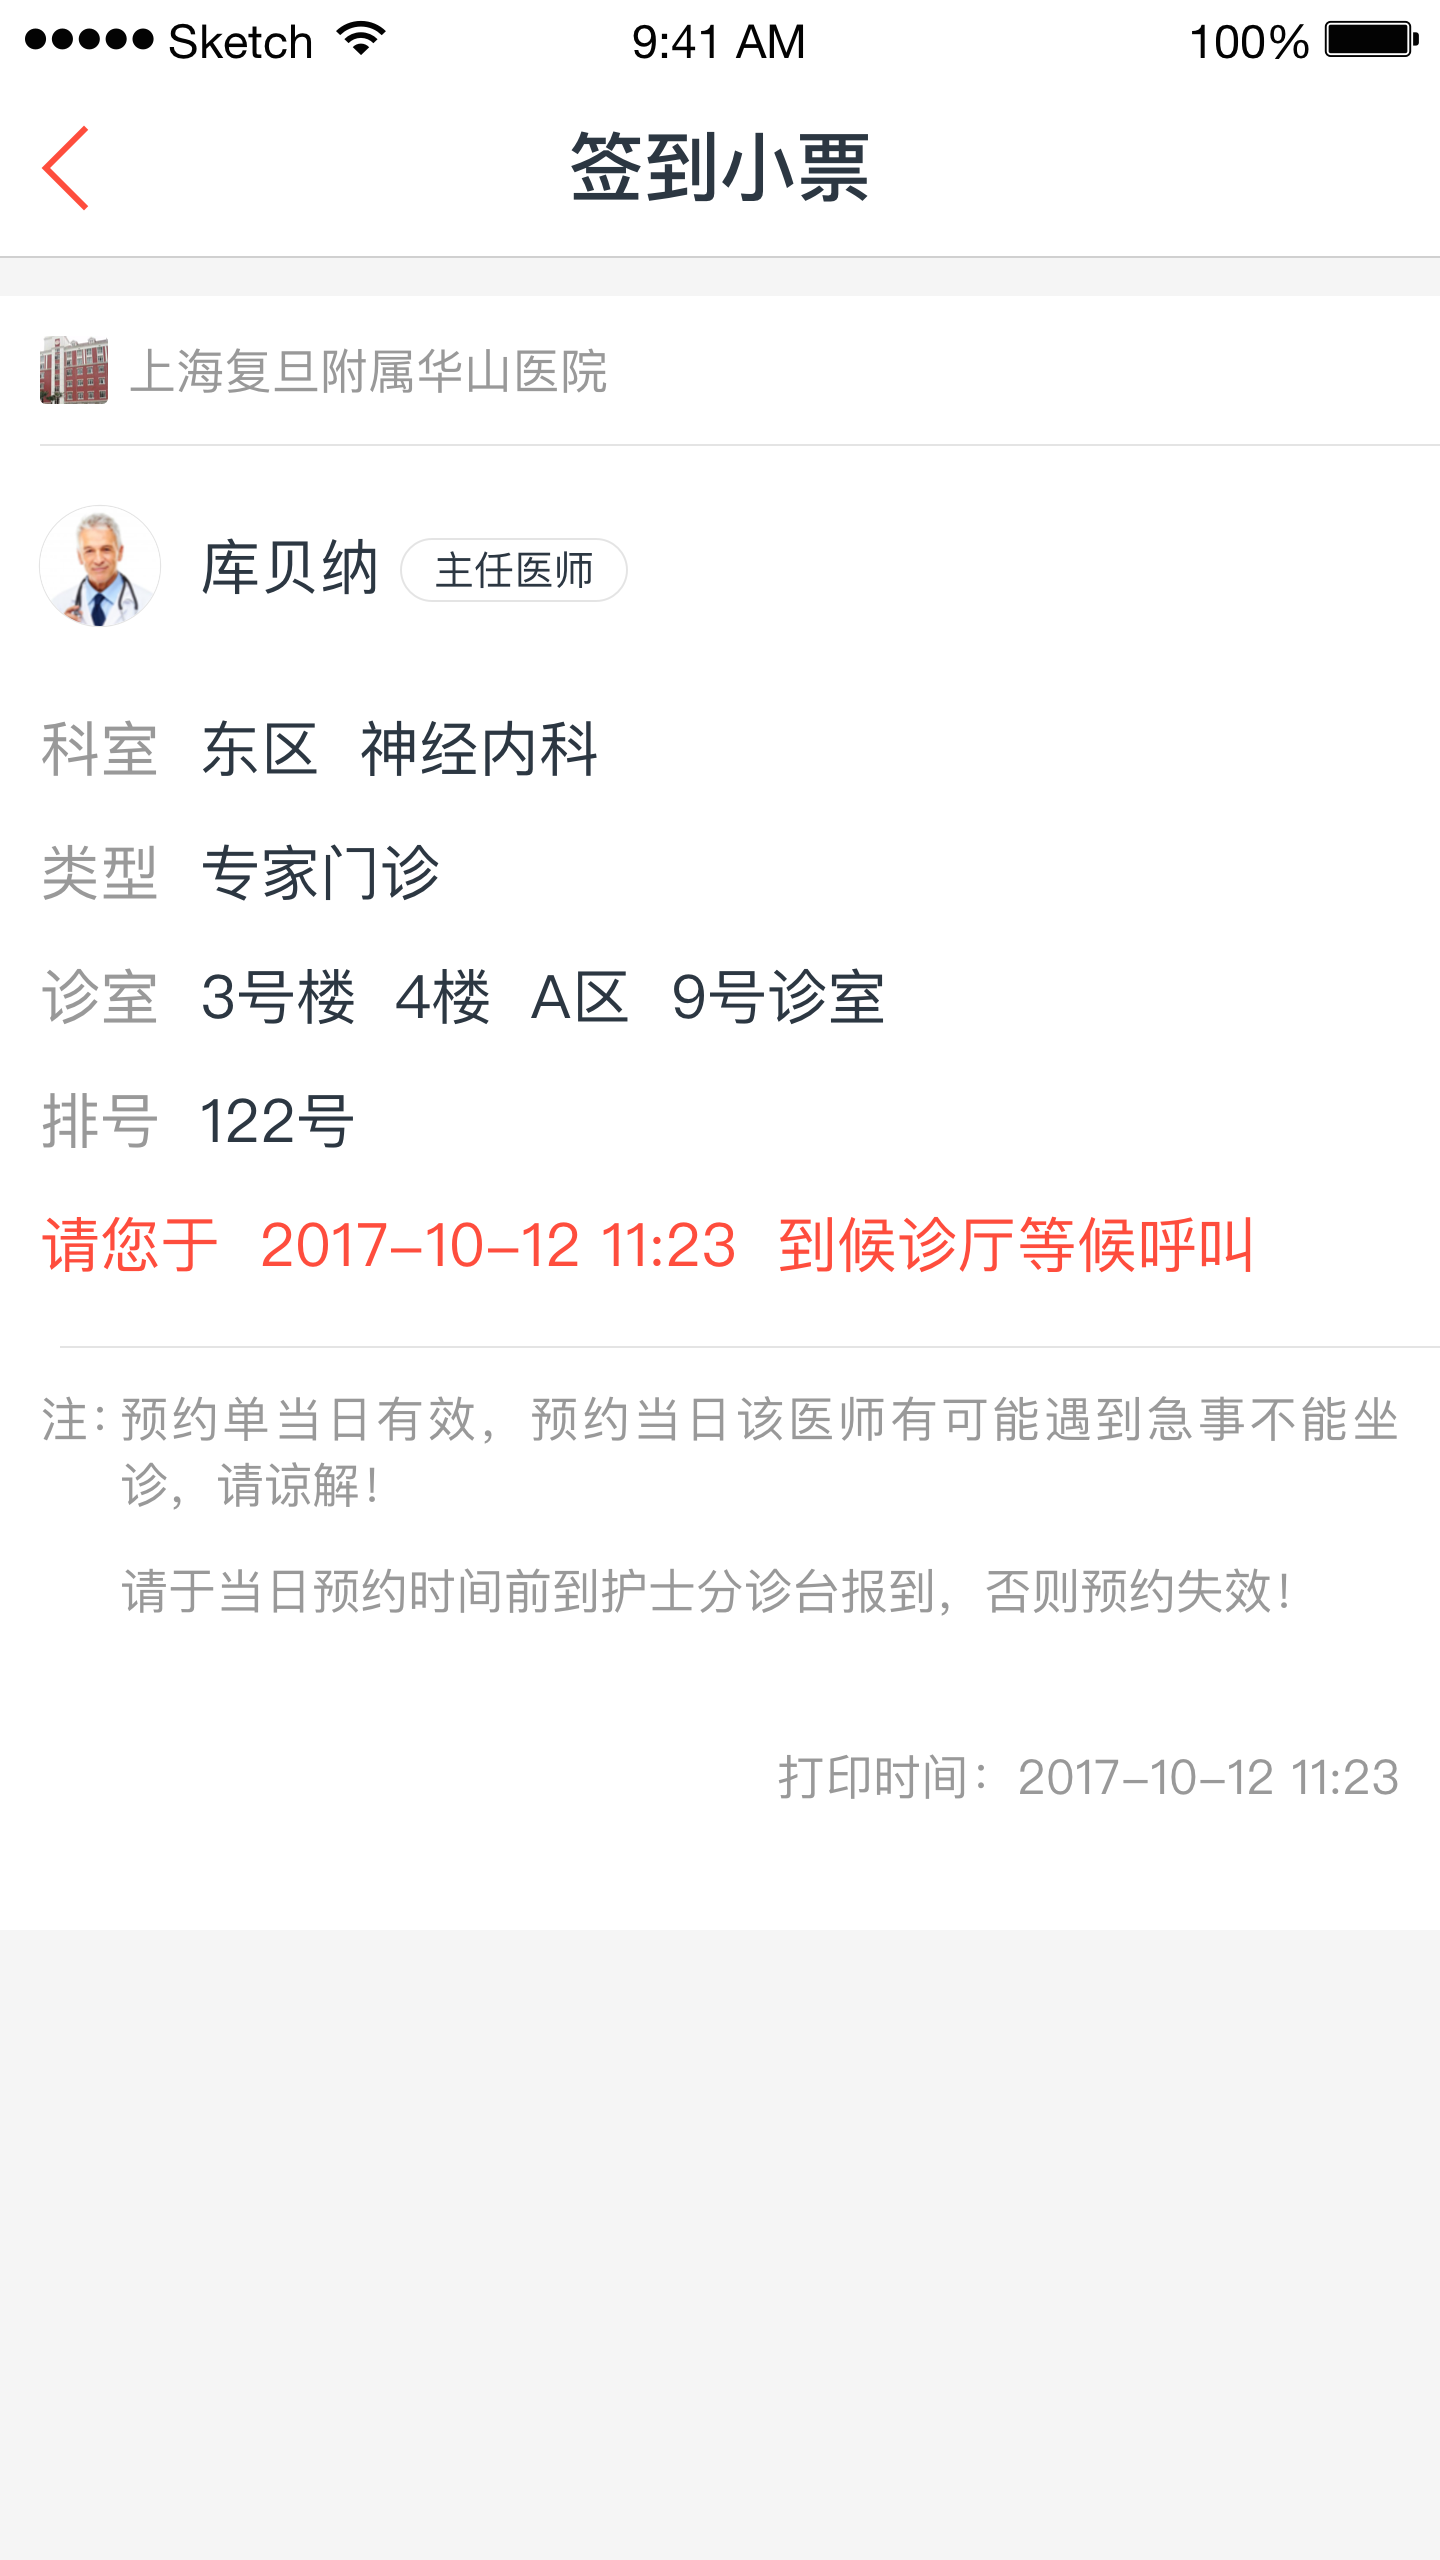 Sketch 9:41 AM 100%
签到小票
上海复旦附属华山医院
库贝纳 主任医师
科室 东区 神经内科
类型 专家门诊
诊室 3号楼 4楼 A区 9号诊室
排号 122号
请您于 2017-10-12 11:23 到候诊厅等候呼叫
注：预约单当日有效，预约当日该医师有可能遇到急事不能坐
诊，请谅解！
请于当日预约时间前到护士分诊台报到，否则预约失效！
打印时间：2017-10-12 11:23